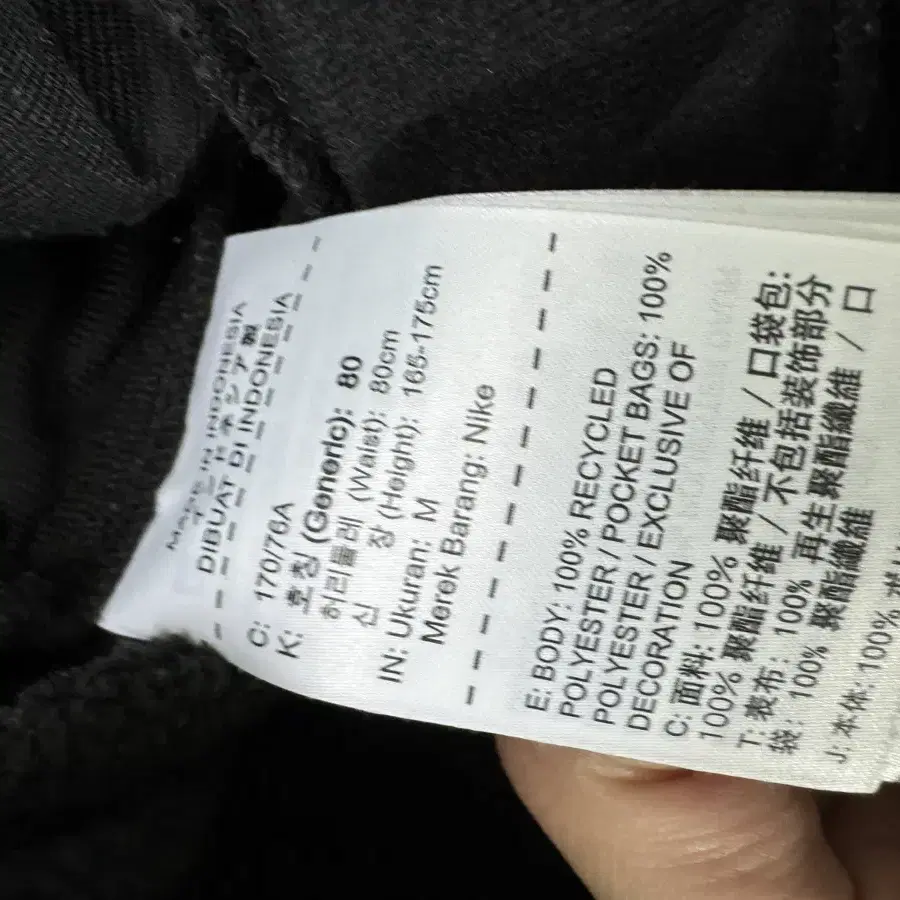 MADE IN INDONESIA
インドネシア製
DIBUAT DI INDONESIA
C: 170/76A
K: 호칭 (Generic): 80
허리둘레 (Waist): 80cm
신 장 (Height): 165-175cm
IN: Ukuran: M
Merek Barang: Nike
E: BODY: 100% RECYCLED
POLYESTER / POCKET BAGS: 100%
POLYESTER / EXCLUSIVE OF
DECORATION
C: 面料: 100% 聚酯纤维 / 口袋包:
100% 聚酯纤维 / 不包括装饰部分
T: 表布: 100% 再生聚酯纖維 / 口
袋: 100% 聚酯纖維
J: 本体: 100%